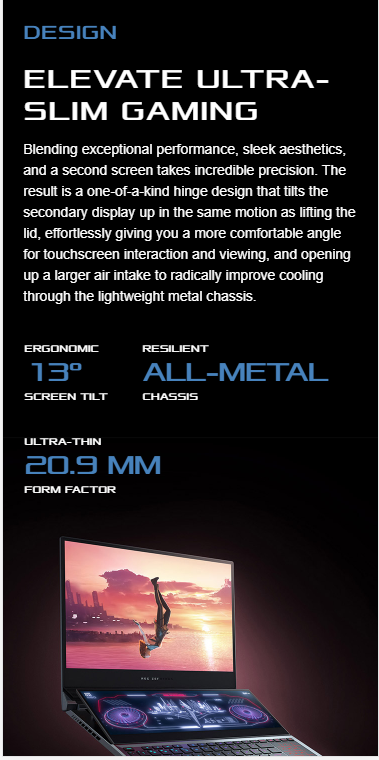 DESIGN
ELEVATE ULTRA-
SLIM GAMING
Blending exceptional performance, sleek aesthetics,
and a second screen takes incredible precision. The
result is a one-of-a-kind hinge design that tilts the
secondary display up in the same motion as lifting the
lid, effortlessly giving you a more comfortable angle
for touchscreen interaction and viewing, and opening
up a larger air intake to radically improve cooling
through the lightweight metal chassis.
ERGONOMIC
13º
SCREEN TILT
RESILIENT
ALL-METAL
CHASSIS
ULTRA-THIN
20.9 MM
FORM FACTOR